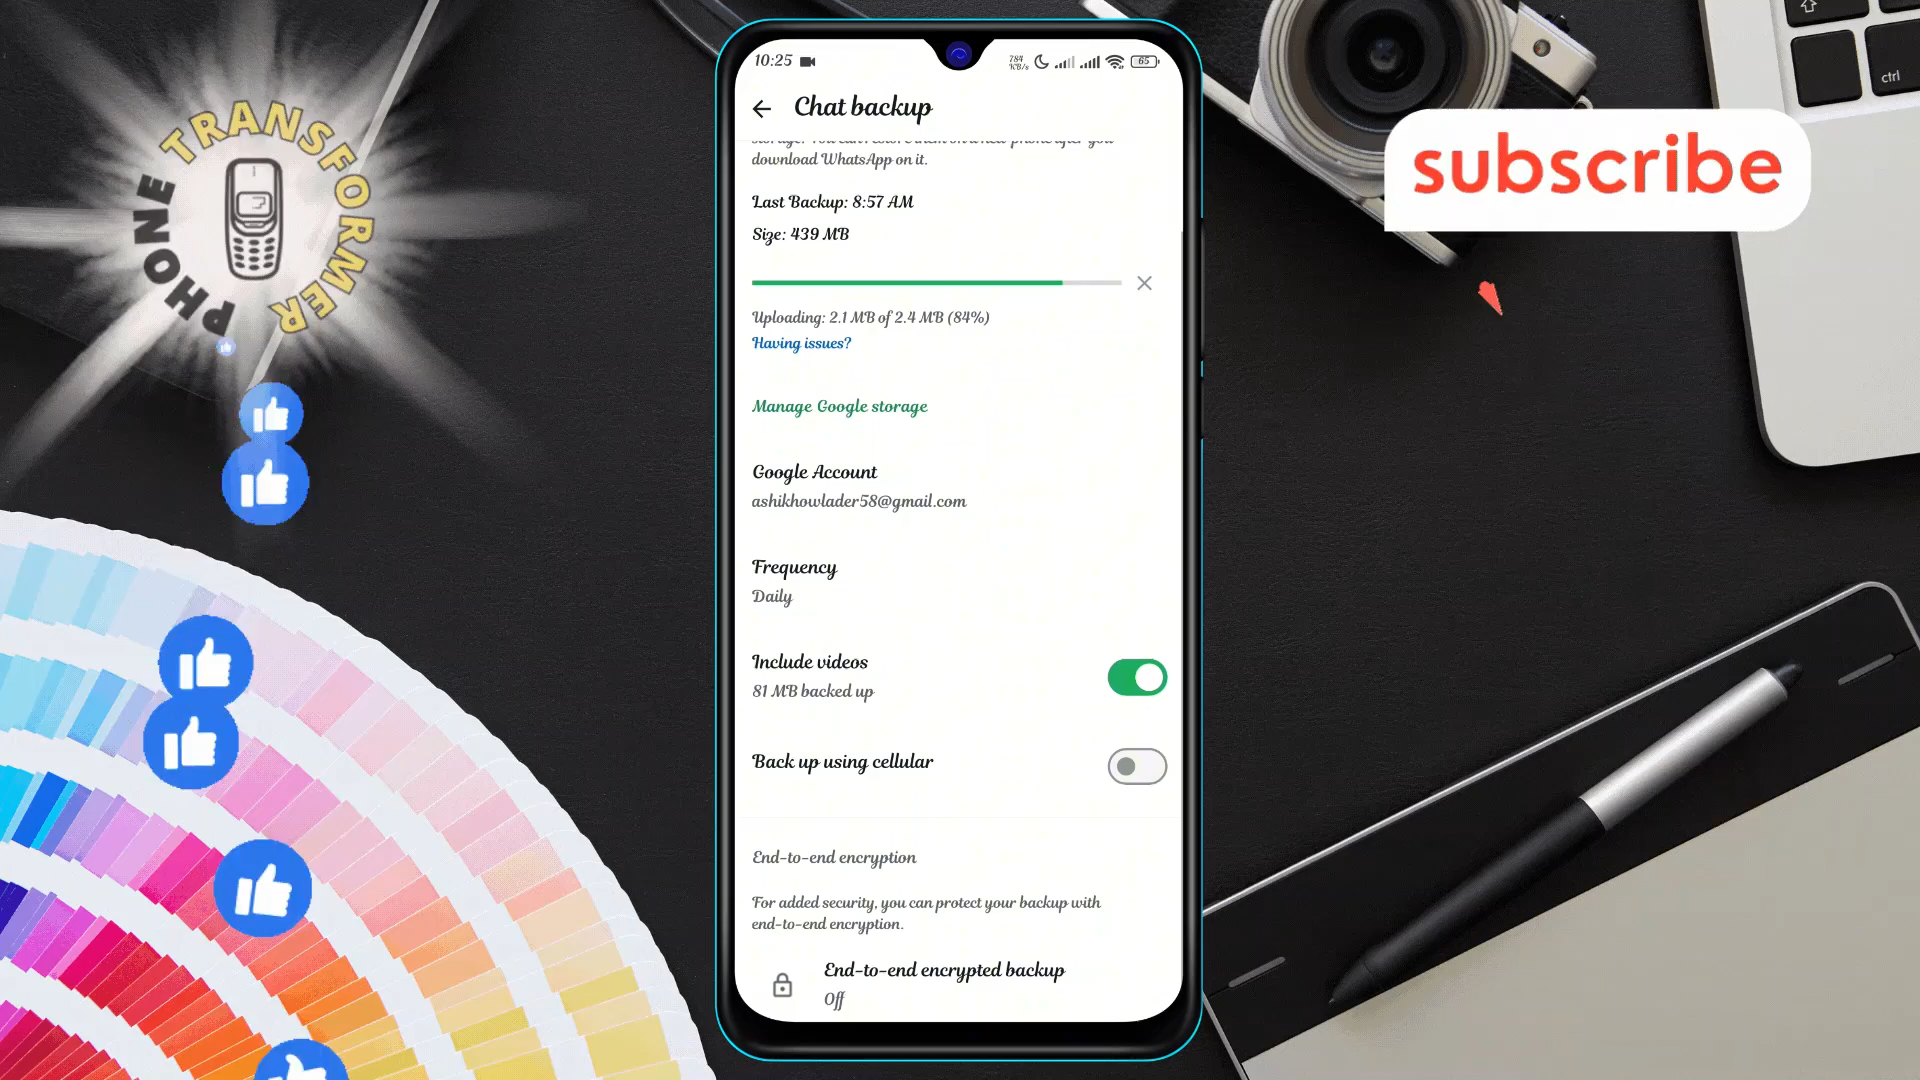 PHONE TRANSFORMER
subscribe
ctrl
10:25
784
KB/s
65
Chat backup
download WhatsApp on it.
Last Backup: 8:57 AM
Size: 439 MB
Uploading: 2.1 MB of 2.4 MB (84%)
Having issues?
Manage Google storage
Google Account
ashikhowlader58@gmail.com
Frequency
Daily
Include videos
81 MB backed up
Back up using cellular
End-to-end encryption
For added security, you can protect your backup with
end-to-end encryption.
End-to-end encrypted backup
Off